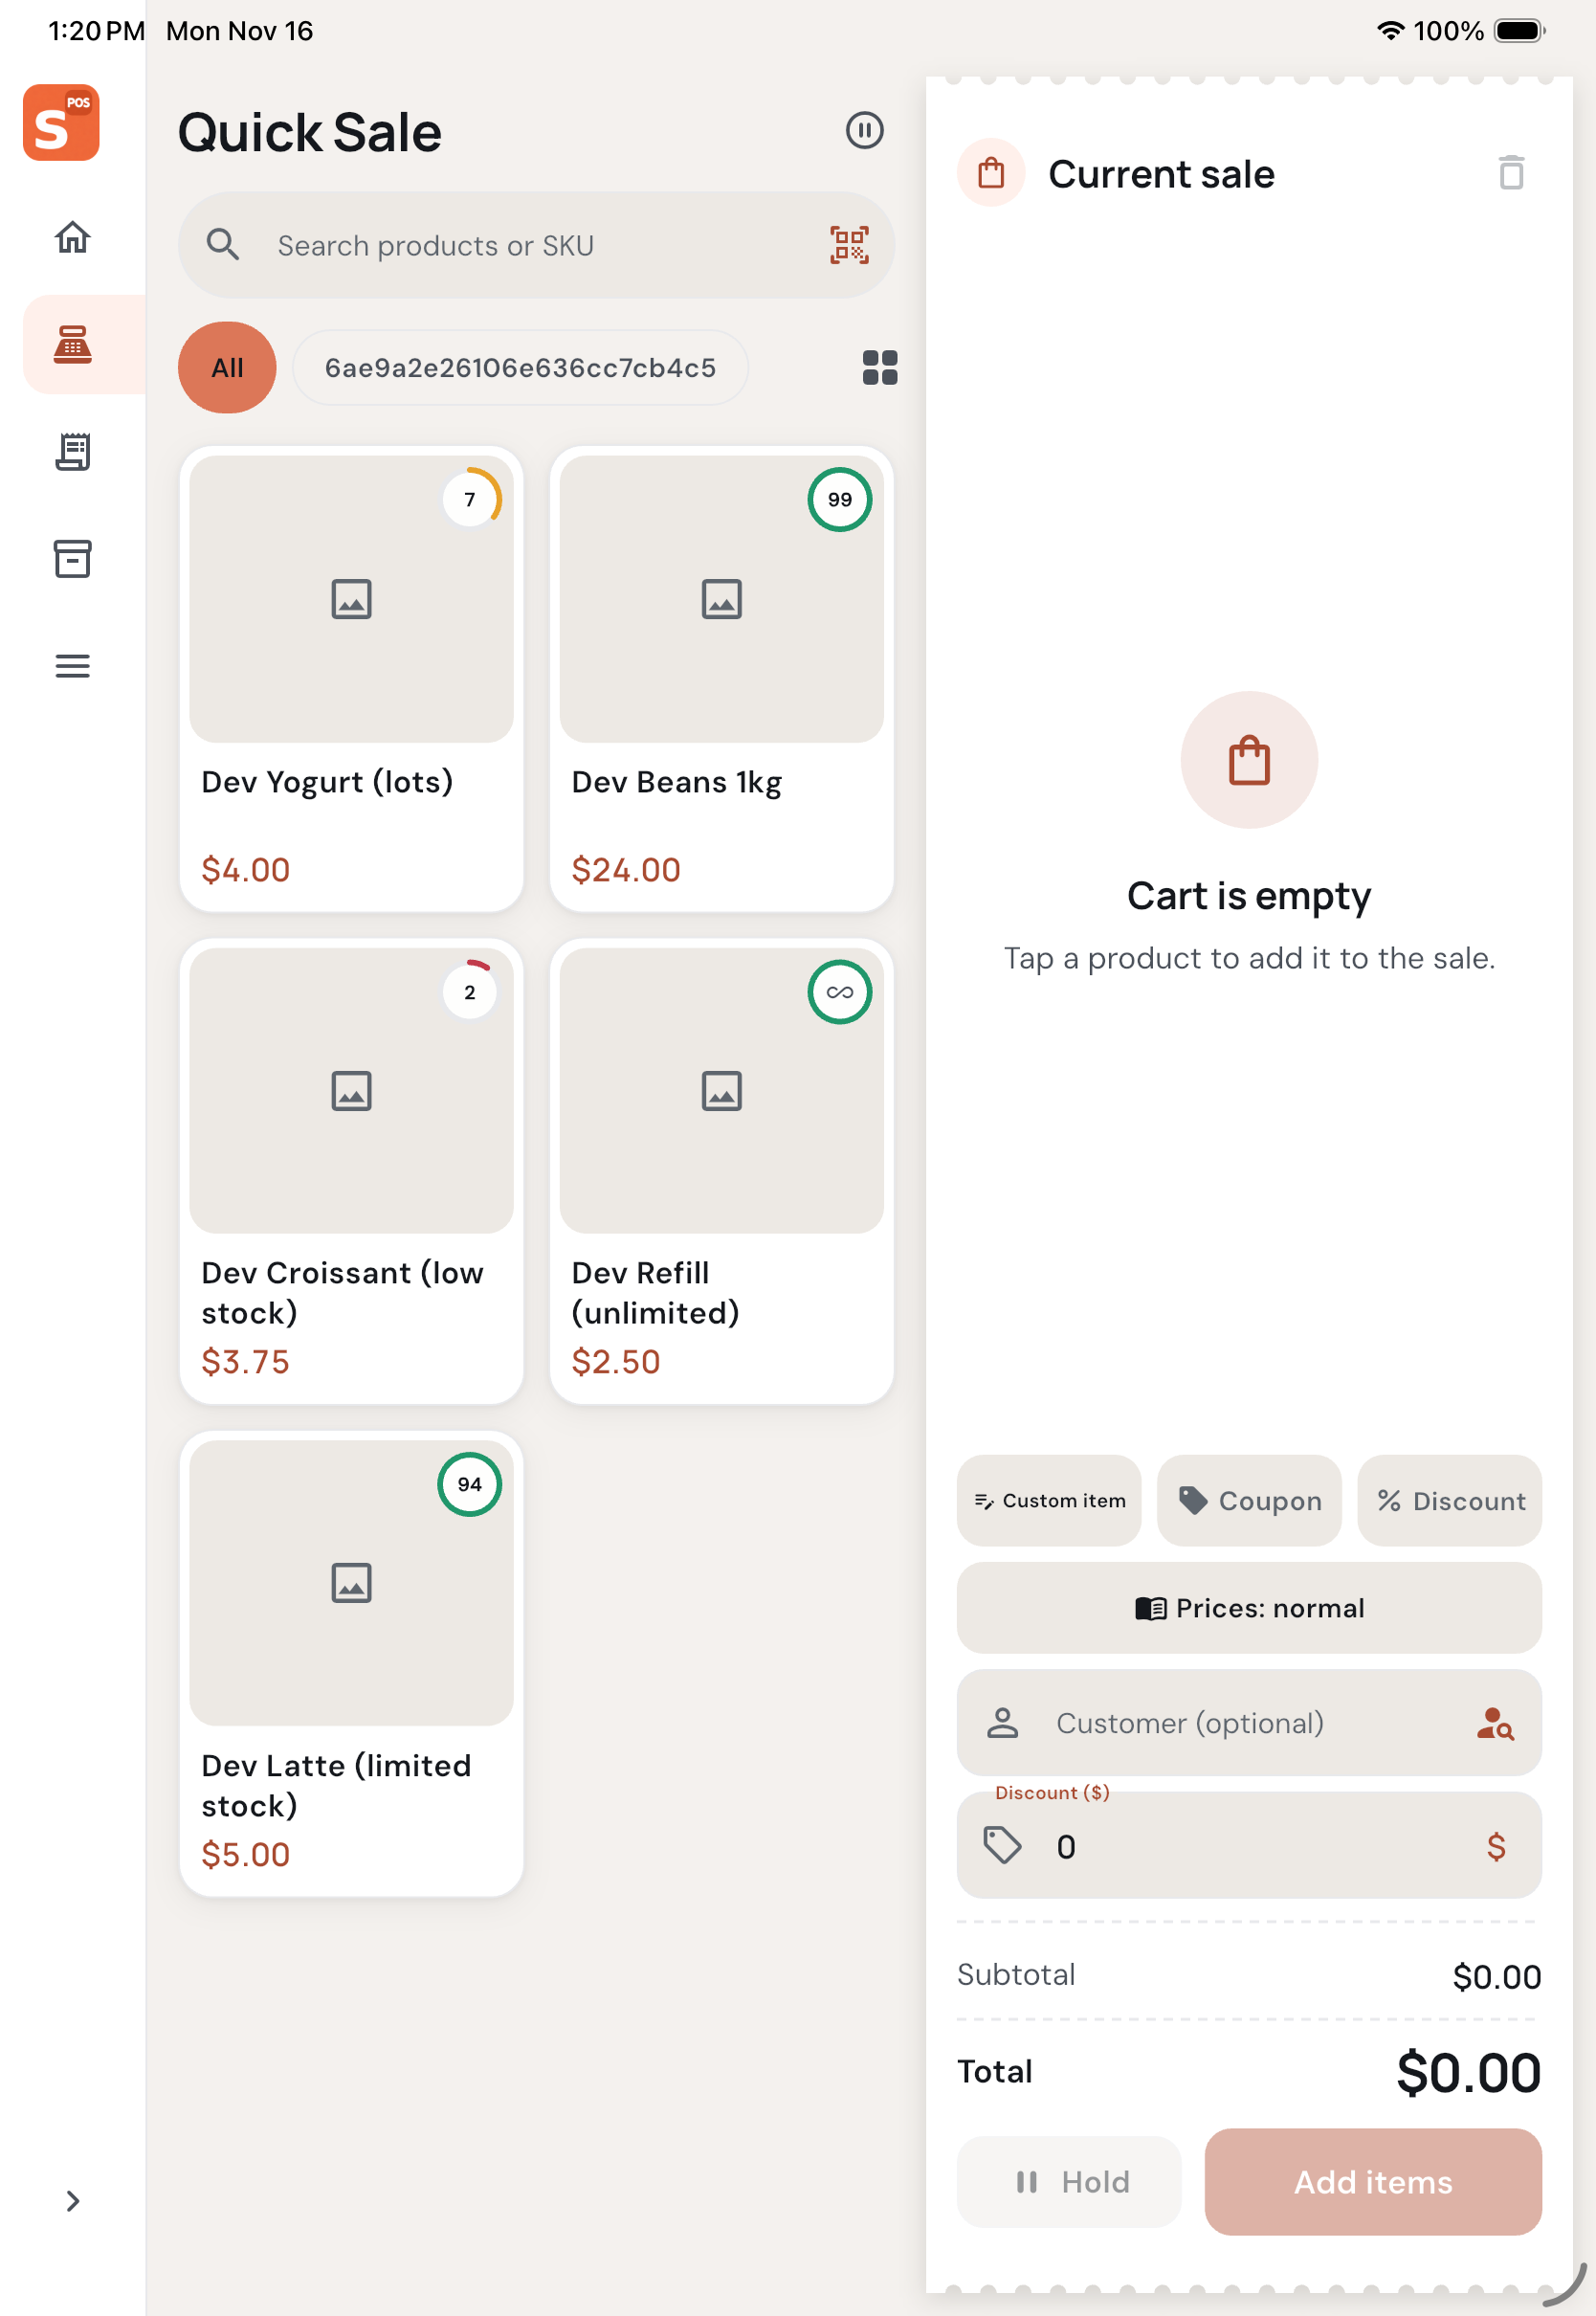 1:20 PM Mon Nov 16
100%
S POS
Quick Sale
Search products or SKU
All
6ae9a2e26106e636cc7cb4c5
7
Dev Yogurt (lots)
$4.00
99
Dev Beans 1kg
$24.00
2
Dev Croissant (low
stock)
$3.75
Dev Refill
(unlimited)
$2.50
94
Dev Latte (limited
stock)
$5.00
Current sale
Cart is empty
Tap a product to add it to the sale.
Custom item
Coupon
% Discount
Prices: normal
Customer (optional)
Discount ($)
0
$
Subtotal
$0.00
Total
$0.00
Hold
Add items